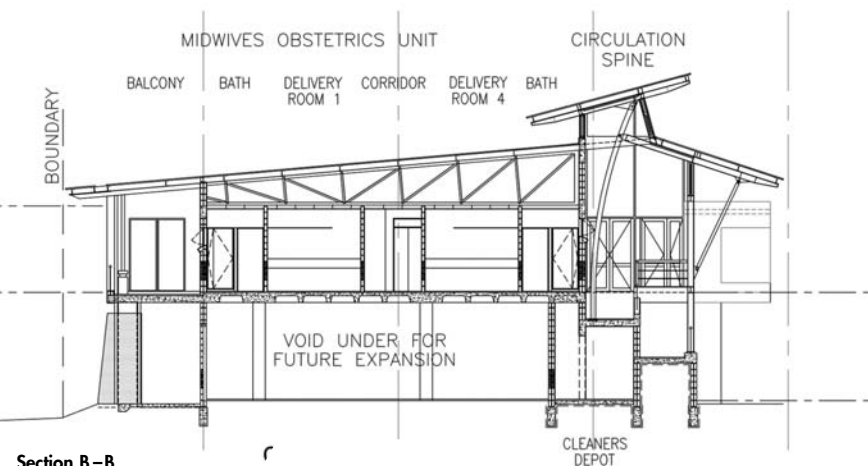 MIDWIVES OBSTETRICS UNIT
CIRCULATION
SPINE
BOUNDARY
BALCONY
BATH
DELIVERY
ROOM 1
CORRIDOR
DELIVERY
ROOM 4
BATH
VOID UNDER FOR
FUTURE EXPANSION
CLEANERS
DEPOT
Section B–B